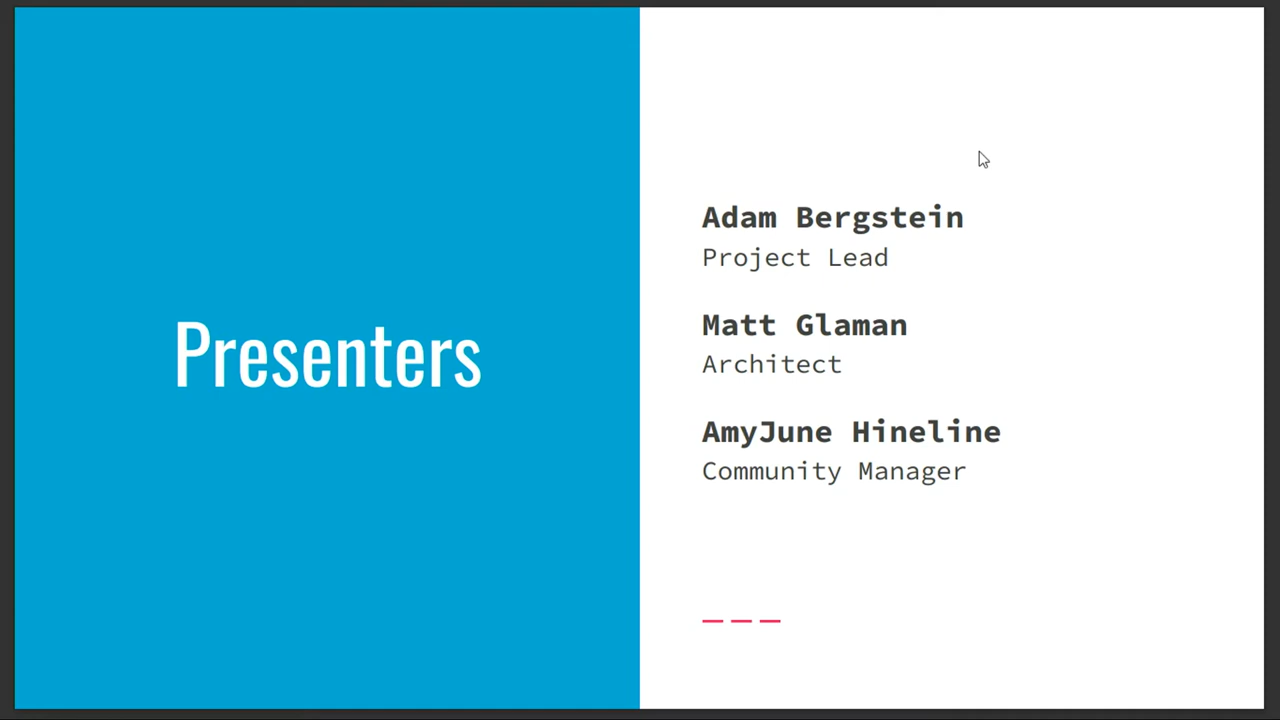 Presenters
Adam Bergstein
Project Lead
Matt Glaman
Architect
AmyJune Hineline
Community Manager